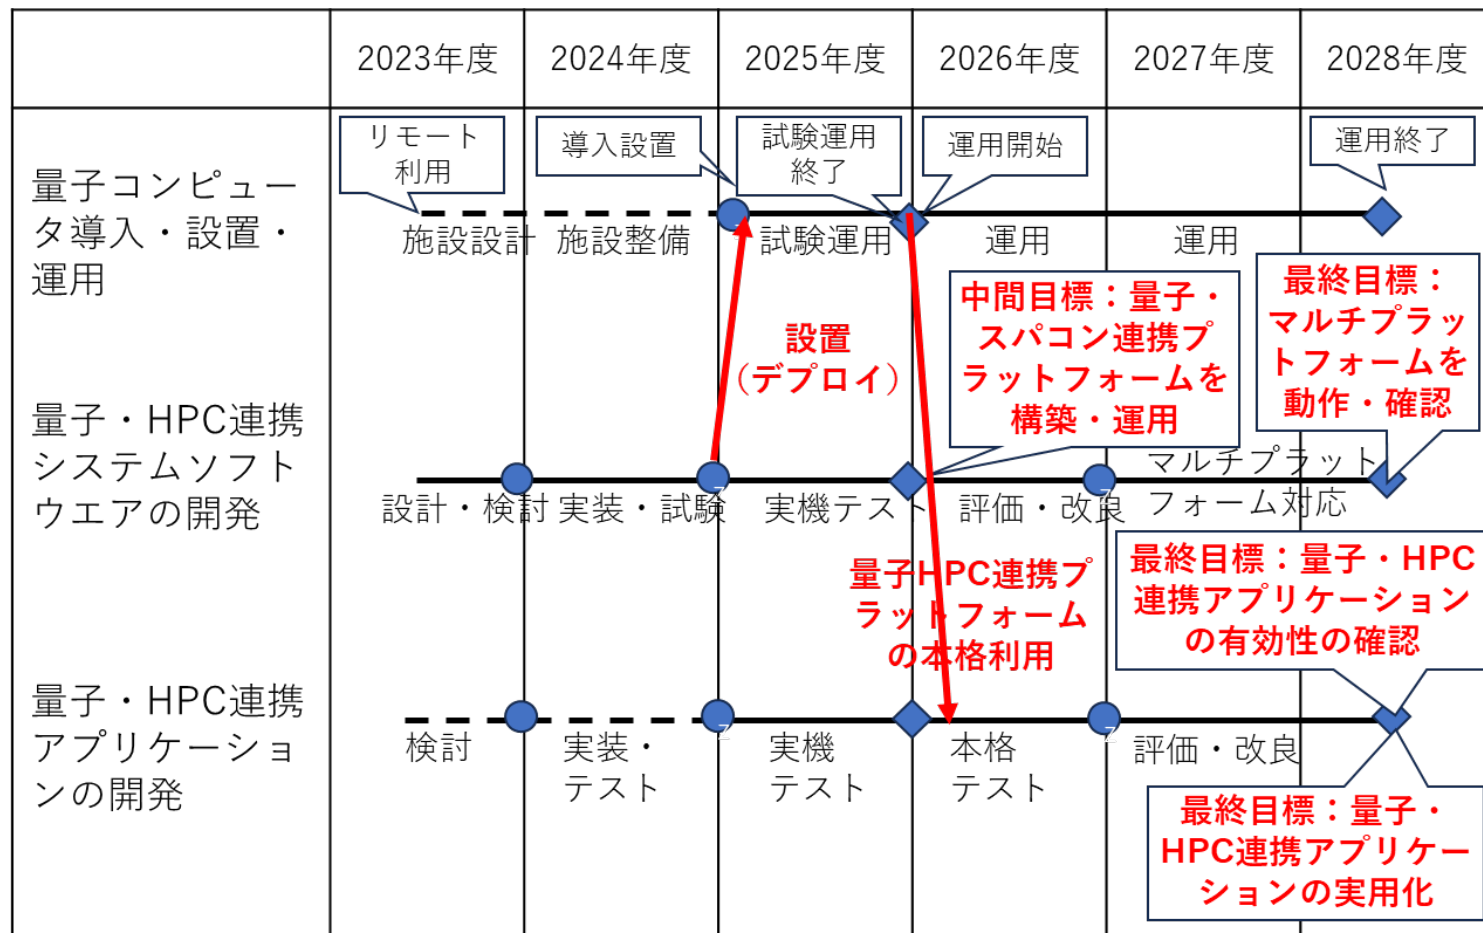 2023年度
2024年度
2025年度
2026年度
2027年度
2028年度
量子コンピュー
タ導入・設置・
運用
リモート
利用
導入設置
試験運用
終了
運用開始
運用終了
施設設計
施設整備
試験運用
運用
運用
設置
（デプロイ）
中間目標：量子・
スパコン連携プ
ラットフォームを
構築・運用
最終目標：
マルチプラッ
トフォームを
動作・確認
量子・HPC連携
システムソフト
ウエアの開発
設計・検討
実装・試験
実機テスト
評価・改良
マルチプラット
フォーム対応
量子HPC連携プ
ラットフォーム
の本格利用
最終目標：量子・HPC
連携アプリケーション
の有効性の確認
量子・HPC連携
アプリケーショ
ンの開発
検討
実装・
テスト
実機
テスト
本格
テスト
評価・改良
最終目標：量子・
HPC連携アプリケー
ションの実用化